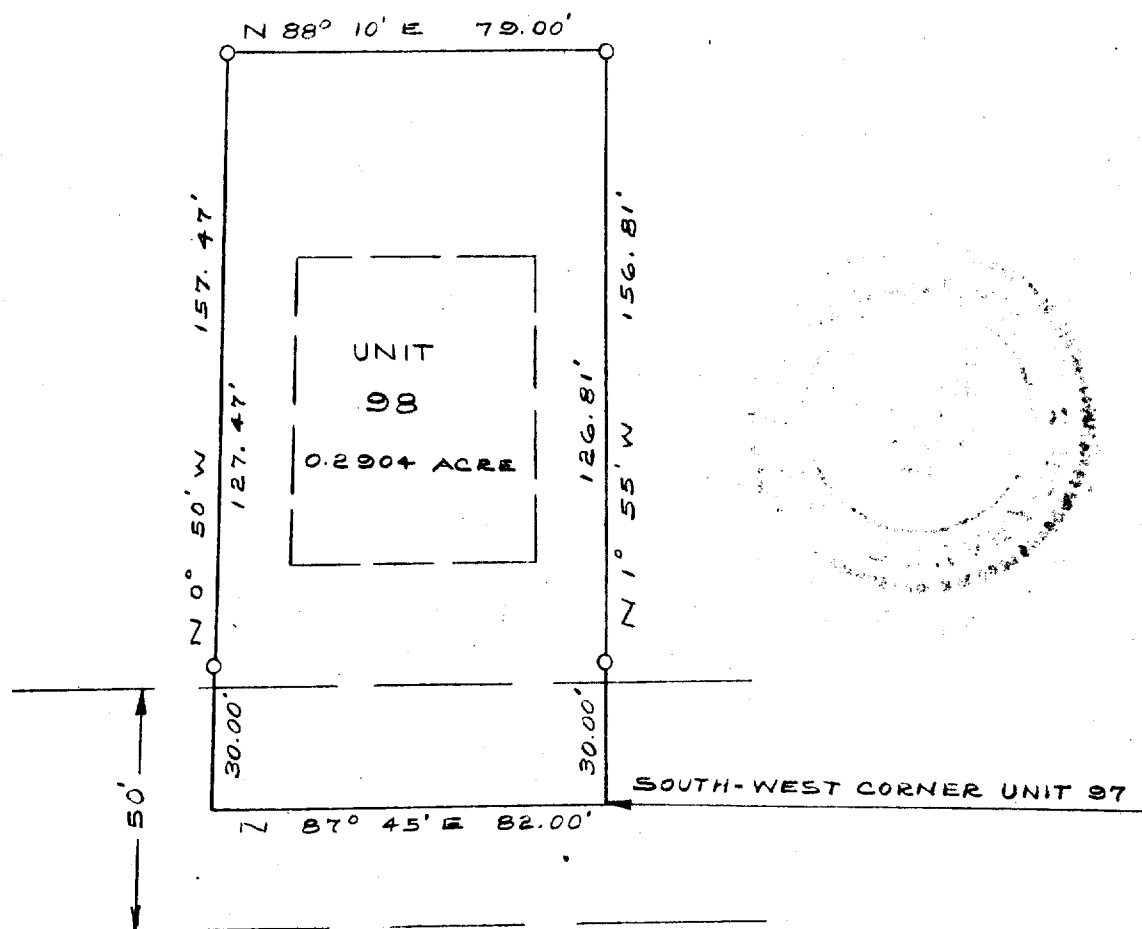 N 88° 10' E 79.00'
157.47'
156.81'
UNIT
98
0.2904 ACRE
127.47'
126.81'
N 0° 50' W
N 1° 55' W
30.00'
30.00'
50'
SOUTH-WEST CORNER UNIT 97
N 87° 45' E 82.00'